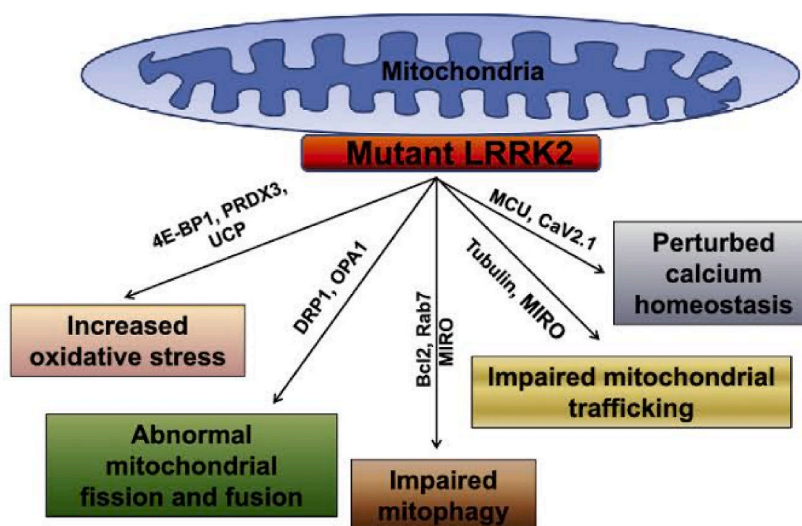 Mitochondria
Mutant LRRK2
4E-BP1, PRDX3,
UCP
DRP1, OPA1
Bcl2, Rab7
MIRO
Tubulin, MIRO
MCU, CaV2.1
Increased
oxidative stress
Abnormal
mitochondrial
fission and fusion
Impaired
mitophagy
Impaired mitochondrial
trafficking
Perturbed
calcium
homeostasis